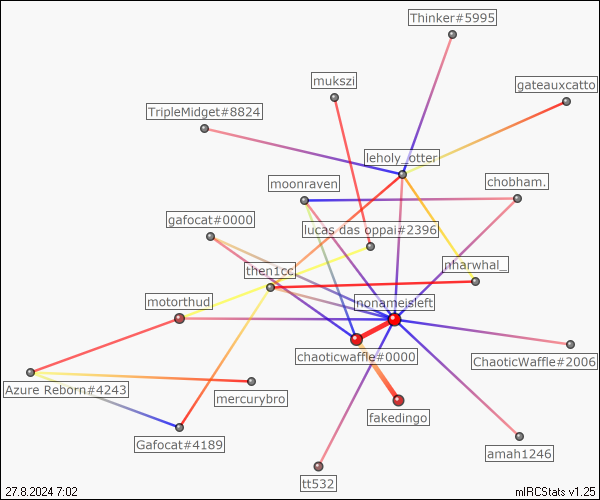 Thinker#5995
mukszi
gateauxcatto
TripleMidget#8824
leholy_otter
moonraven
chobham.
gafocat#0000
lucas das oppai#2396
then1cc
nharwhal_
motorthud
nonameisleft
chaoticwaffle#0000
ChaoticWaffle#2006
Azure Reborn#4243
mercurybro
fakedingo
Gafocat#4189
amah1246
tt532
27.8.2024 7:02
mIRCStats v1.25